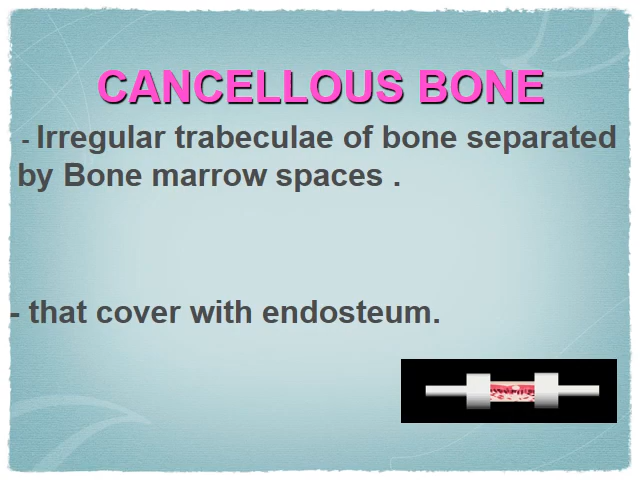 CANCELLOUS BONE
- Irregular trabeculae of bone separated
by Bone marrow spaces .
- that cover with endosteum.